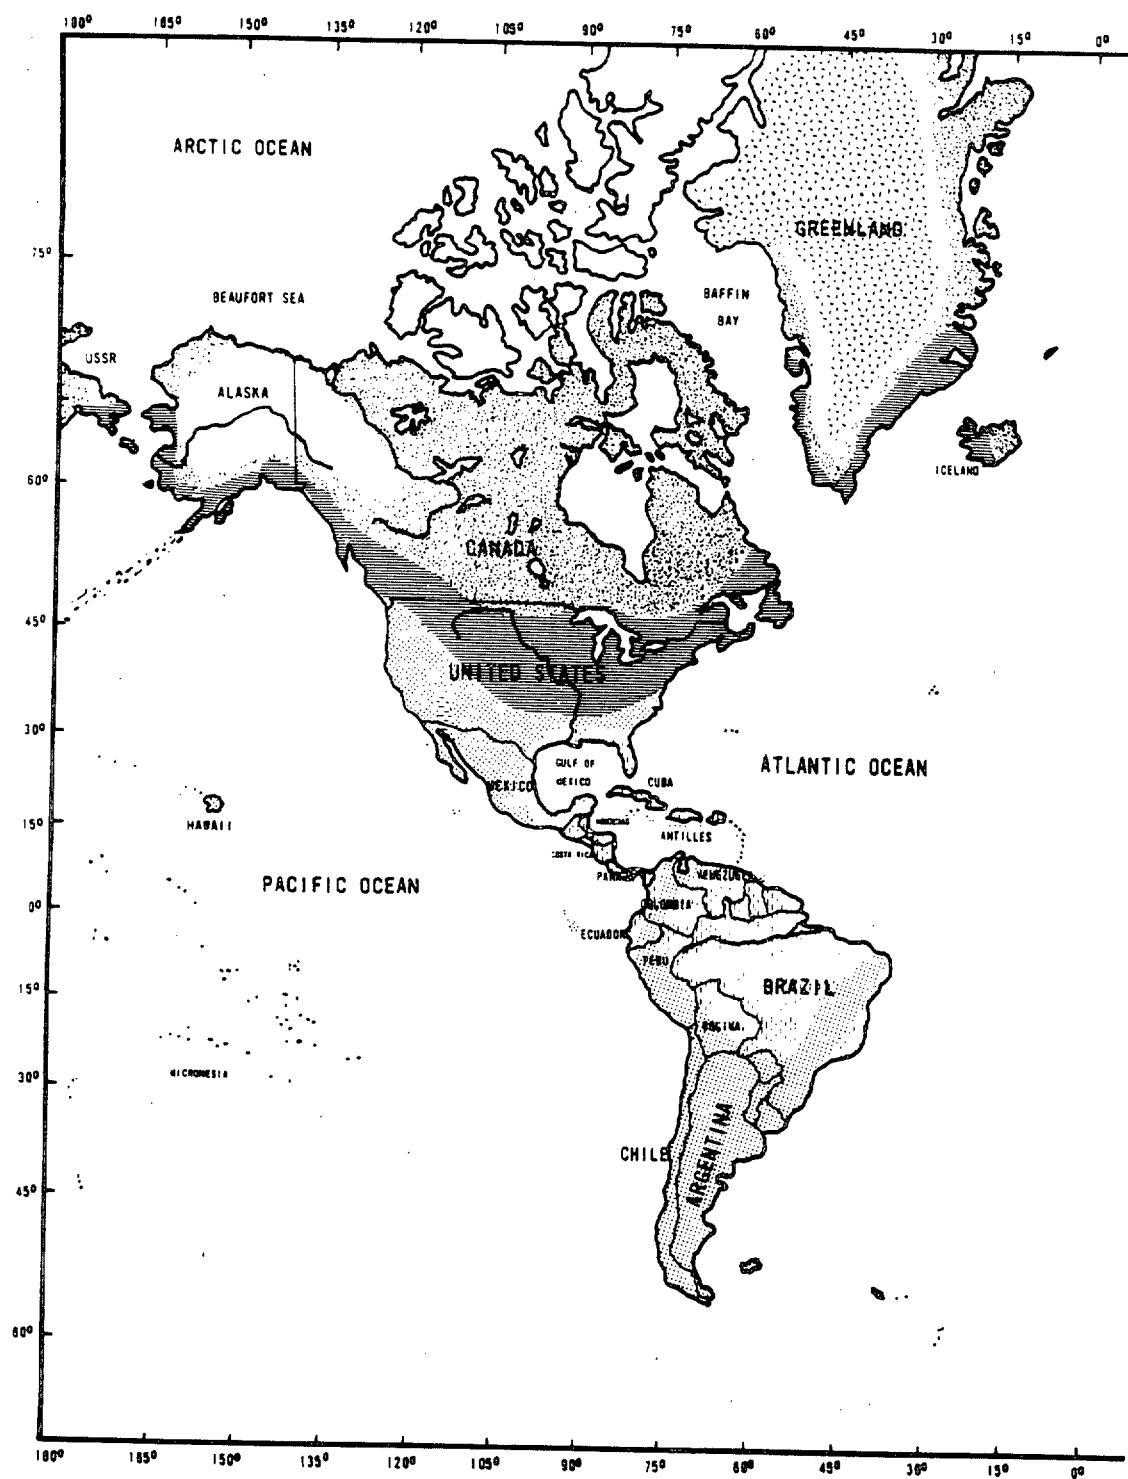 180° 165° 150° 135° 120° 105° 90° 75° 60° 45° 30° 15° 0°
ARCTIC OCEAN
GREENLAND
75°
BEAUFORT SEA
BAFFIN
BAY
USSR
ALASKA
60°
ICELAND
CANADA
45°
UNITED STATES
30°
GULF OF
MEXICO
ATLANTIC OCEAN
CUBA
MEXICO
HAWAII
15°
ANTILLES
COSTA RICA
PANAMA
PACIFIC OCEAN
COLOMBIA
0°
ECUADOR
PERU
BRAZIL
15°
MICRONESIA
30°
CHILE
ARGENTINA
45°
60°
180° 165° 150° 135° 120° 105° 90° 75° 60° 45° 30° 15° 0°